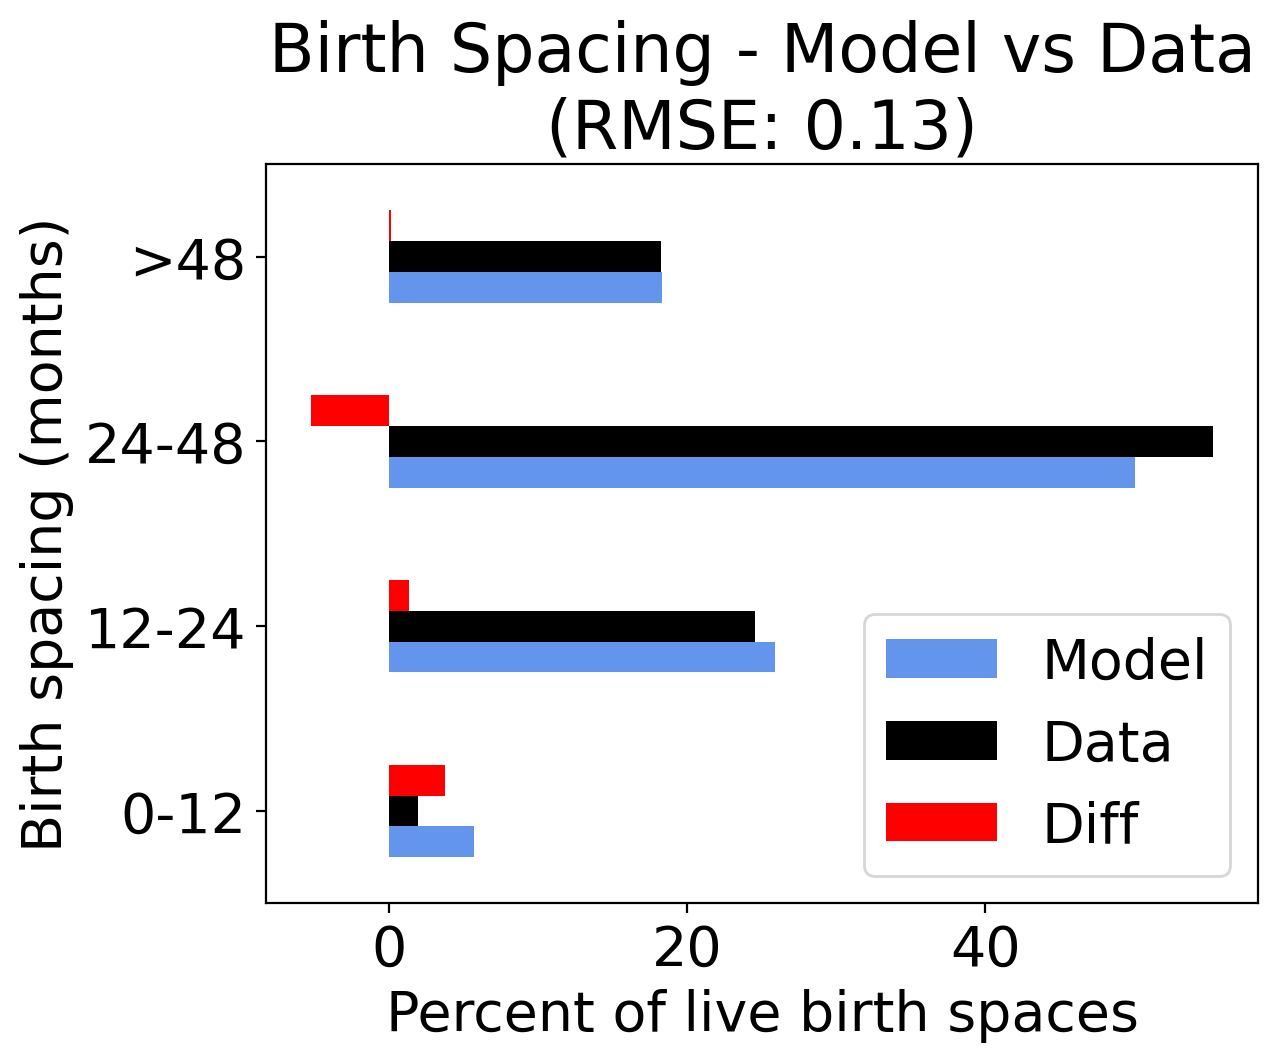 Birth Spacing - Model vs Data
(RMSE: 0.13)
Birth spacing (months)
>48
24-48
12-24
0-12
Model
Data
Diff
0
20
40
Percent of live birth spaces